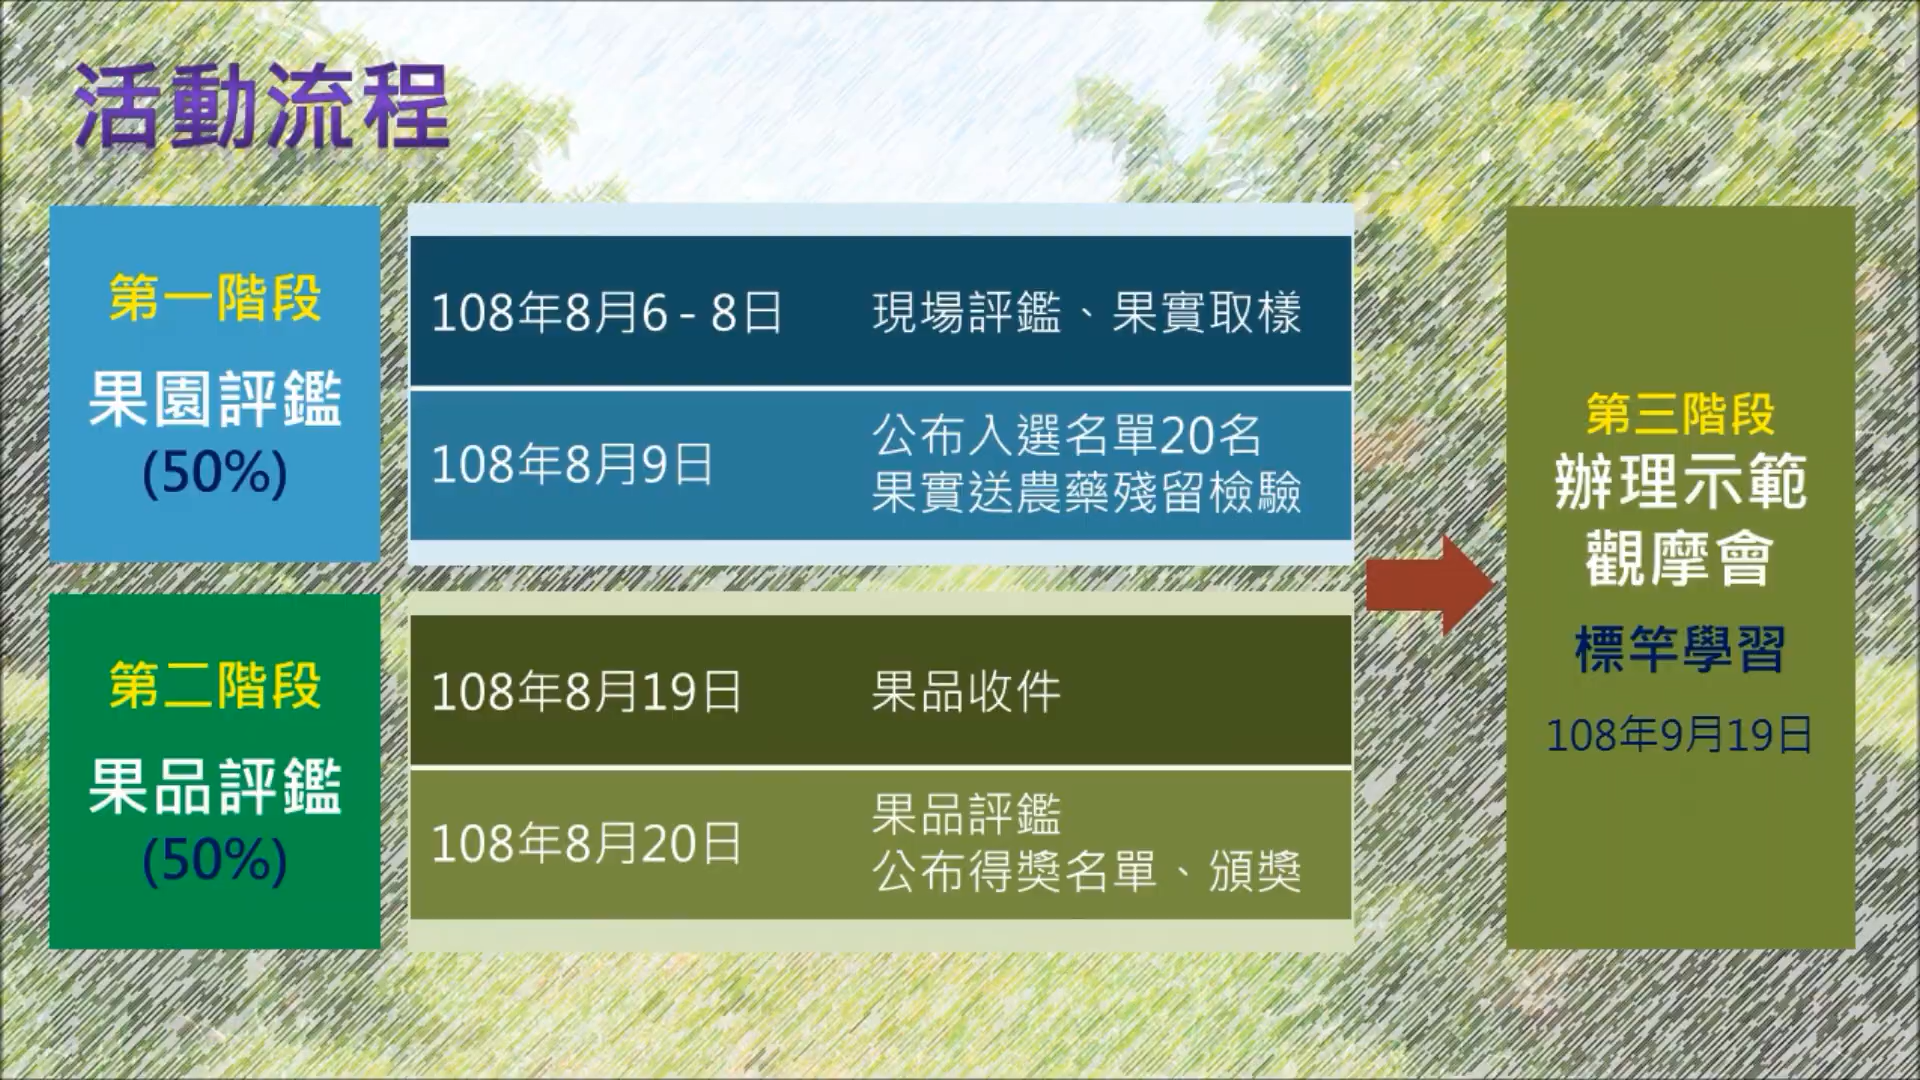 活動流程
第一階段
果園評鑑
(50%)
108年8月6 - 8日
現場評鑑、果實取樣
108年8月9日
公布入選名單20名
果實送農藥殘留檢驗
第二階段
果品評鑑
(50%)
108年8月19日
果品收件
108年8月20日
果品評鑑
公布得獎名單、頒獎
第三階段
辦理示範
觀摩會
標竿學習
108年9月19日